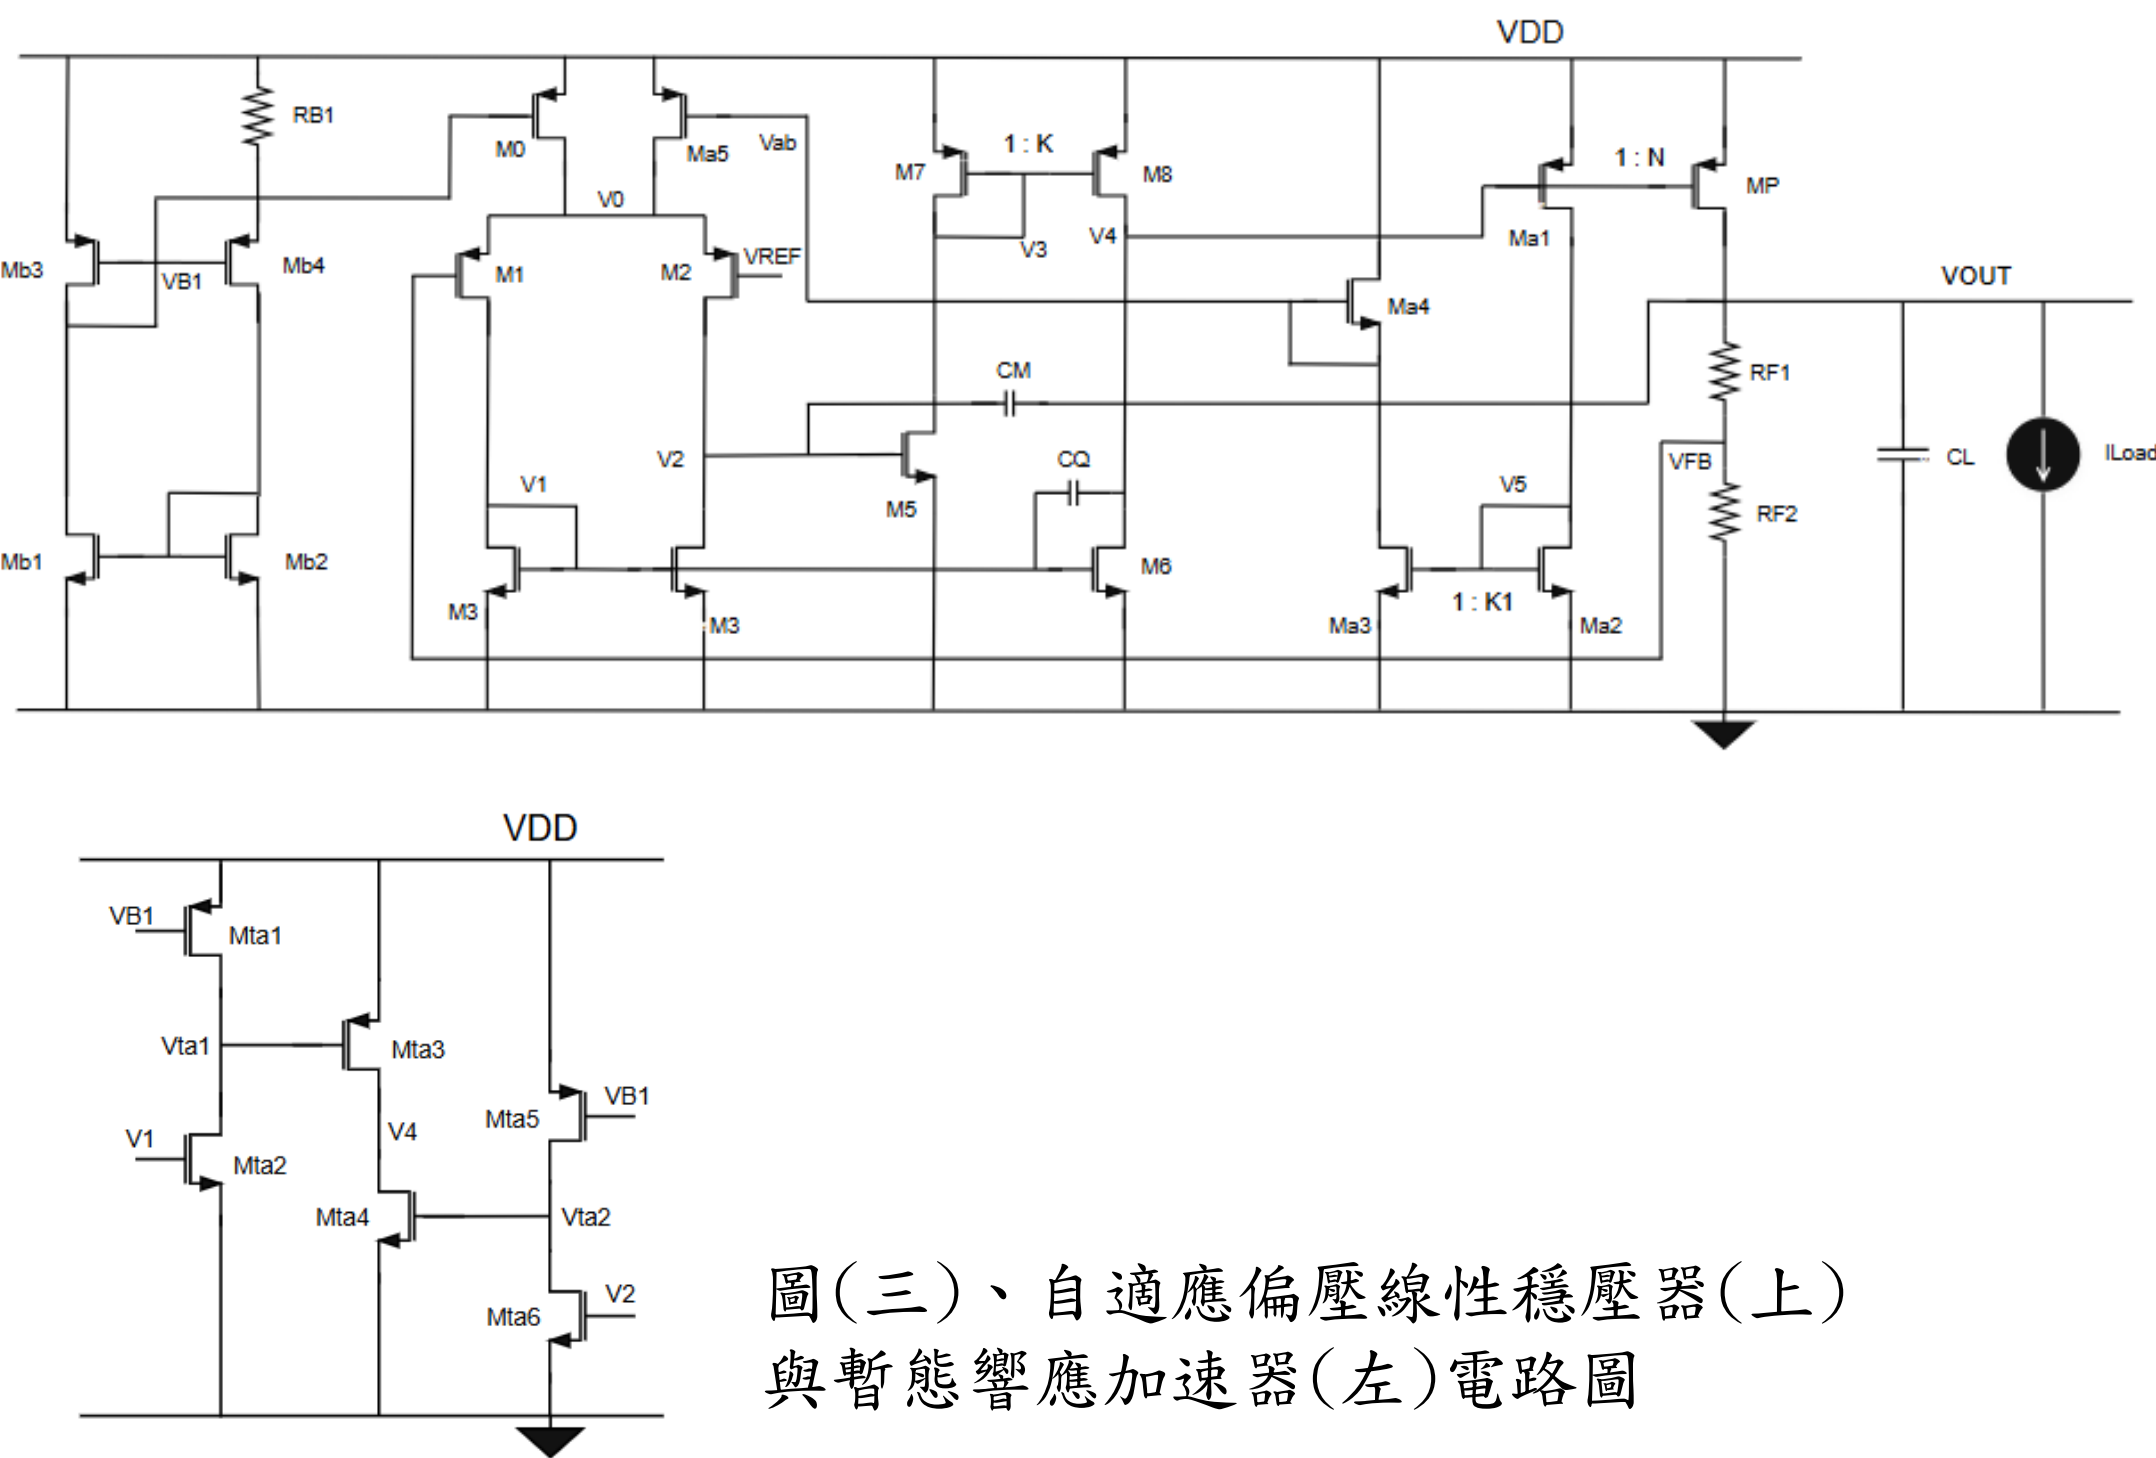 VDD
RB1
M0
Ma5
Vab
1 : K
M7
M8
1 : N
MP
V0
VREF
V3
V4
Ma1
Mb3
VB1
Mb4
M1
M2
VOUT
Ma4
CM
RF1
V2
CQ
VFB
CL
ILoad
V1
M5
V5
RF2
Mb1
Mb2
M6
M3
M3
1 : K1
Ma3
Ma2
VDD
VB1
Mta1
Vta1
Mta3
VB1
Mta5
V1
V4
Mta2
Mta4
Vta2
V2
Mta6
圖(三)、自適應偏壓線性穩壓器(上)
與暫態響應加速器(左)電路圖